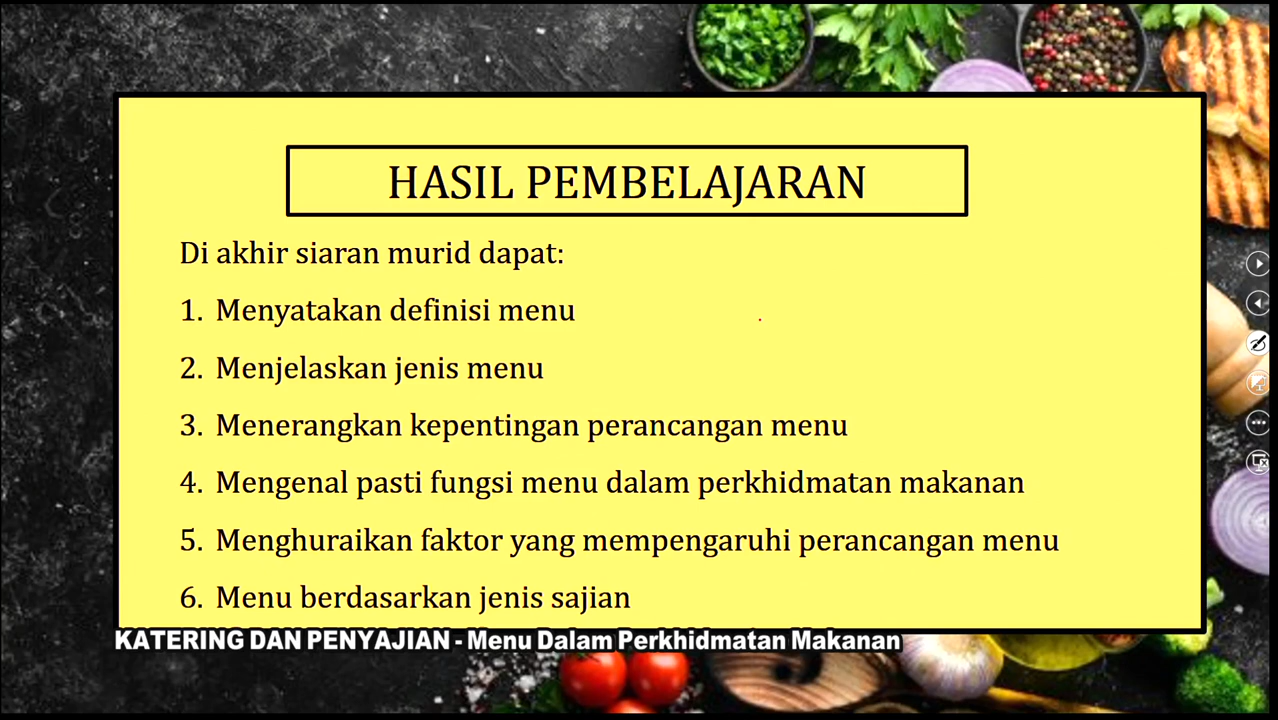 HASIL PEMBELAJARAN
Di akhir siaran murid dapat:
1. Menyatakan definisi menu
2. Menjelaskan jenis menu
3. Menerangkan kepentingan perancangan menu
4. Mengenal pasti fungsi menu dalam perkhidmatan makanan
5. Menghuraikan faktor yang mempengaruhi perancangan menu
6. Menu berdasarkan jenis sajian
KATERING DAN PENYAJIAN - Menu Dalam Perkhidmatan Makanan